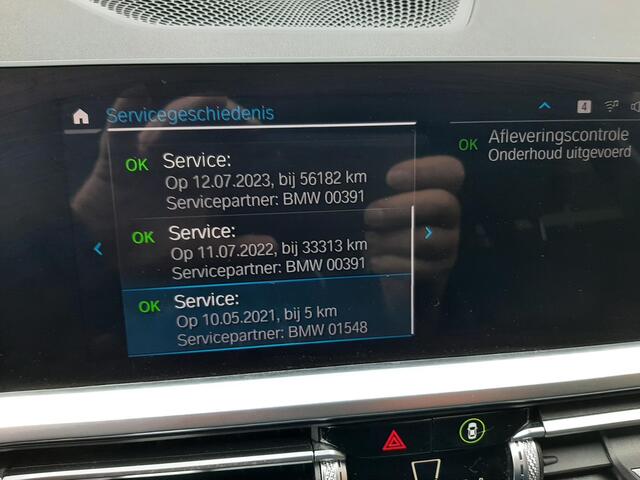 Servicegeschiedenis
4
OK Service:
Op 12.07.2023, bij 56182 km
Servicepartner: BMW 00391
OK Service:
Op 11.07.2022, bij 33313 km
Servicepartner: BMW 00391
OK Service:
Op 10.05.2021, bij 5 km
Servicepartner: BMW 01548
OK Afleveringscontrole
Onderhoud uitgevoerd